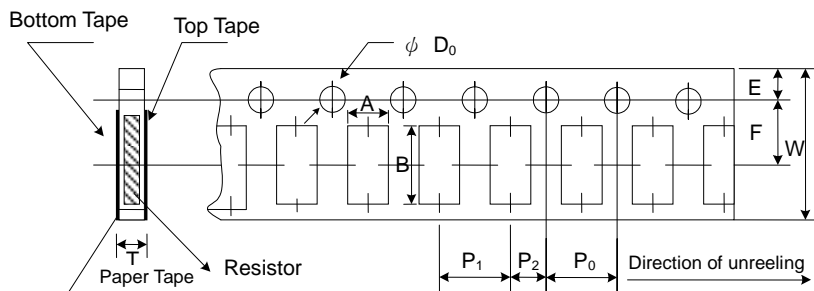 Bottom Tape
Top Tape
ϕ D₀
E
A
F
W
B
T
P₁
P₂
P₀
Direction of unreeling
Resistor
Paper Tape